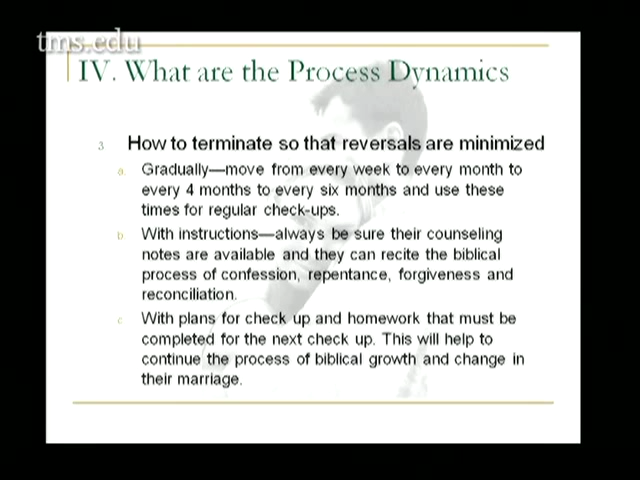 tms.edu
IV. What are the Process Dynamics
3 How to terminate so that reversals are minimized
a. Gradually—move from every week to every month to
every 4 months to every six months and use these
times for regular check-ups.
b. With instructions—always be sure their counseling
notes are available and they can recite the biblical
process of confession, repentance, forgiveness and
reconciliation.
c. With plans for check up and homework that must be
completed for the next check up. This will help to
continue the process of biblical growth and change in
their marriage.